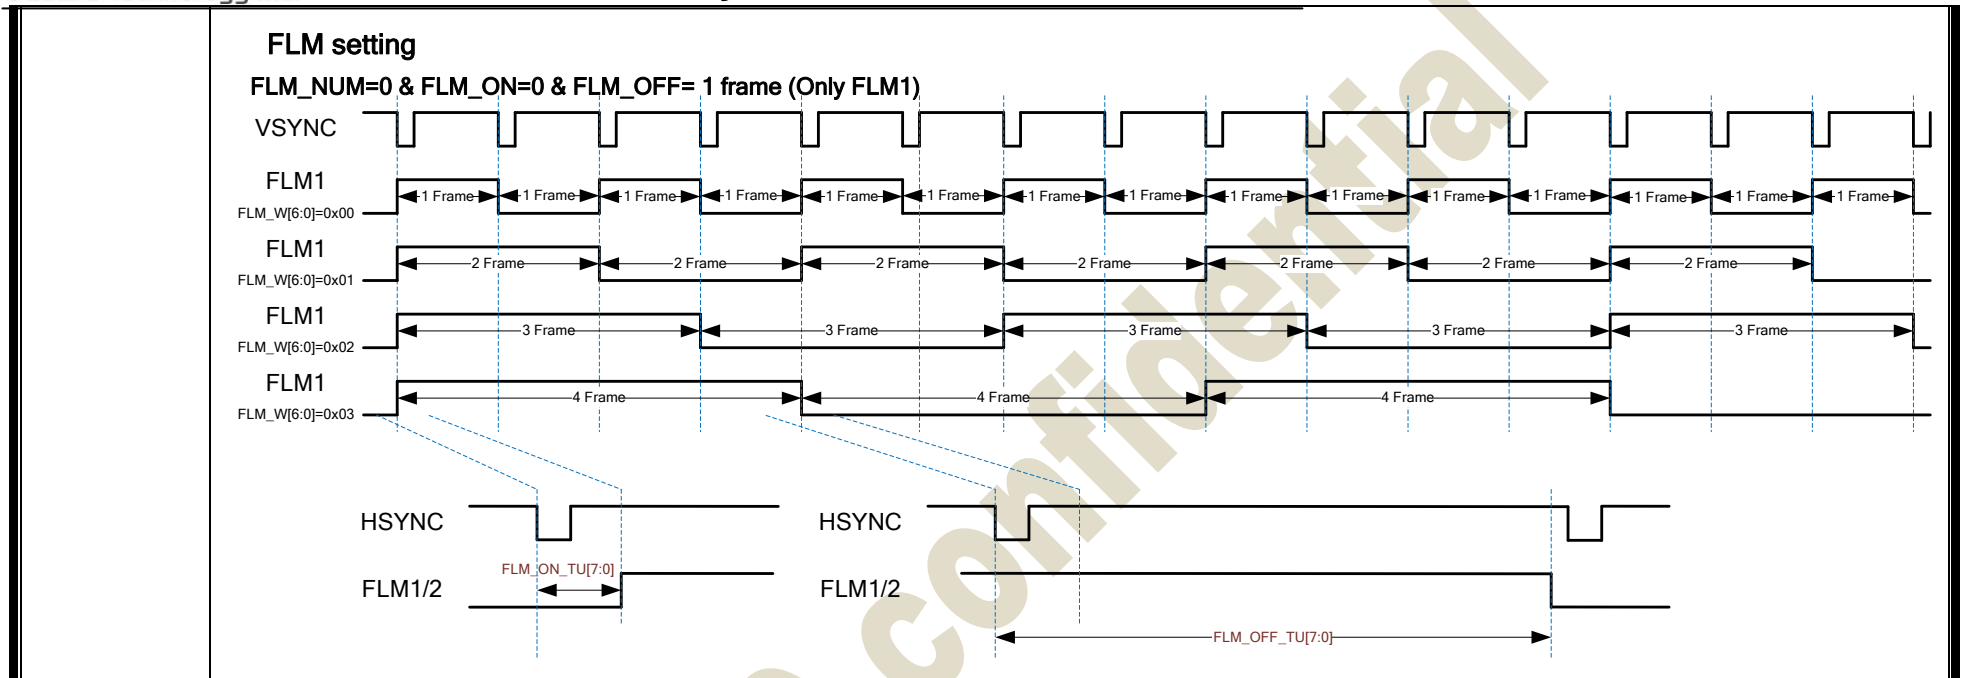 FLM setting
FLM_NUM=0 & FLM_ON=0 & FLM_OFF= 1 frame (Only FLM1)
VSYNC
FLM1
FLM_W[6:0]=0x00
1 Frame 1 Frame 1 Frame 1 Frame 1 Frame 1 Frame 1 Frame 1 Frame 1 Frame 1 Frame 1 Frame 1 Frame 1 Frame 1 Frame 1 Frame
FLM1
FLM_W[6:0]=0x01
2 Frame 2 Frame 2 Frame 2 Frame 2 Frame 2 Frame 2 Frame
FLM1
FLM_W[6:0]=0x02
3 Frame 3 Frame 3 Frame 3 Frame 3 Frame
FLM1
FLM_W[6:0]=0x03
4 Frame 4 Frame 4 Frame
HSYNC
FLM_ON_TU[7:0]
FLM1/2
HSYNC
FLM1/2
FLM_OFF_TU[7:0]
confidential